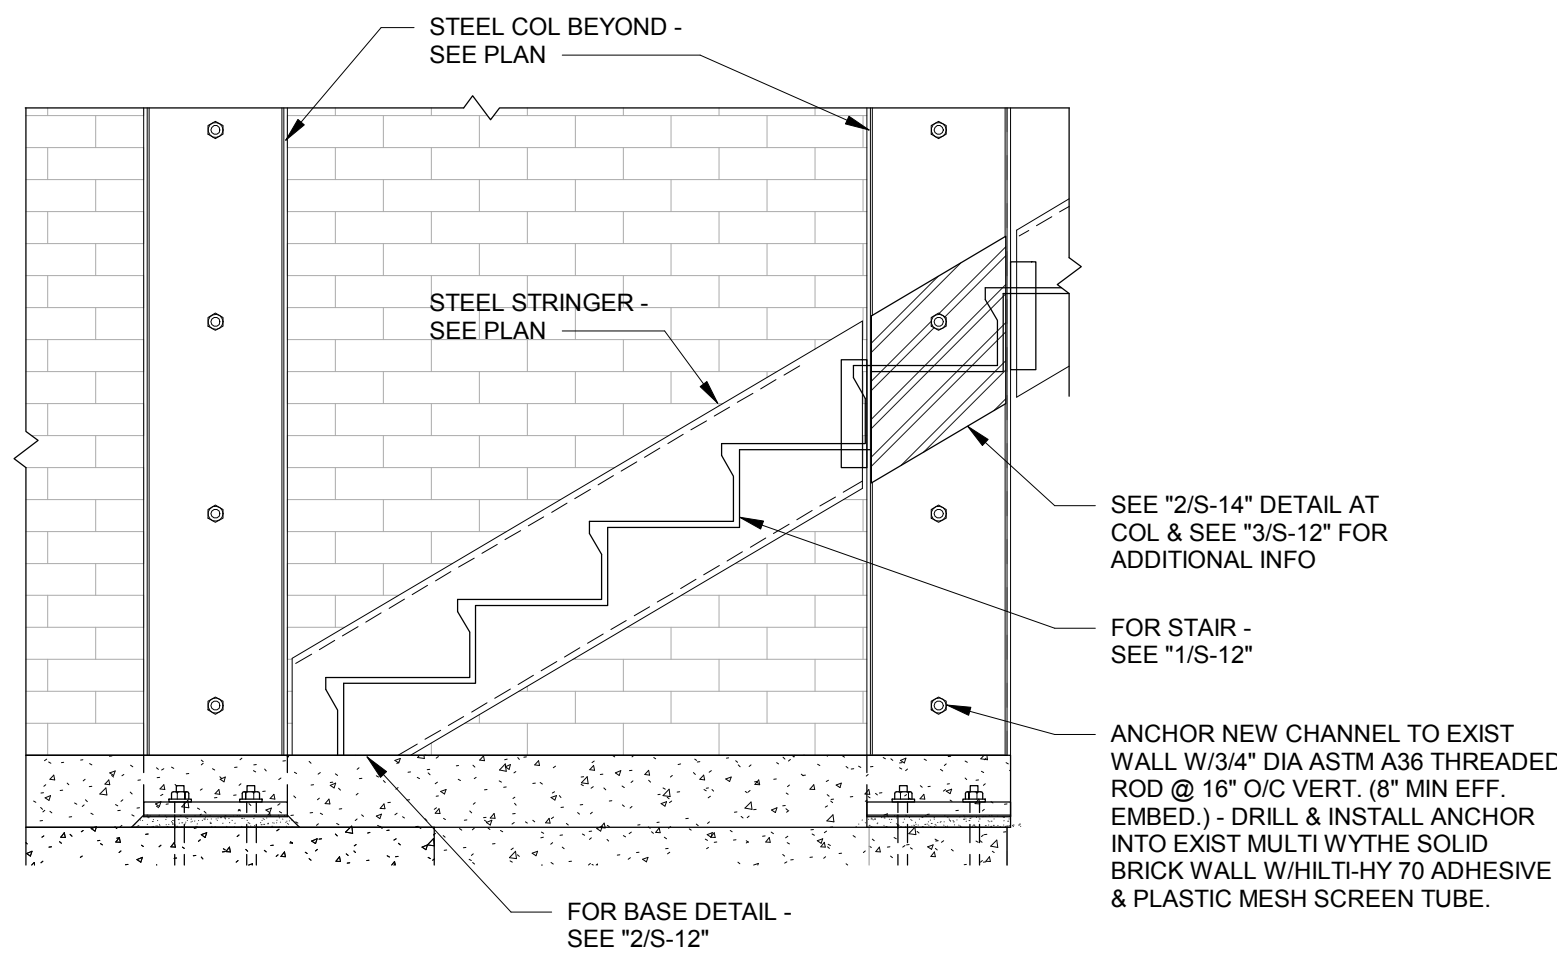 STEEL COL BEYOND -
SEE PLAN
STEEL STRINGER -
SEE PLAN
SEE "2/S-14" DETAIL AT
COL & SEE "3/S-12" FOR
ADDITIONAL INFO
FOR STAIR -
SEE "1/S-12"
ANCHOR NEW CHANNEL TO EXIST
WALL W/3/4" DIA ASTM A36 THREADED
ROD @ 16" O/C VERT. (8" MIN EFF.
EMBED.) - DRILL & INSTALL ANCHOR
INTO EXIST MULTI WYTHE SOLID
BRICK WALL W/HILTI-HY 70 ADHESIVE
& PLASTIC MESH SCREEN TUBE.
FOR BASE DETAIL -
SEE "2/S-12"